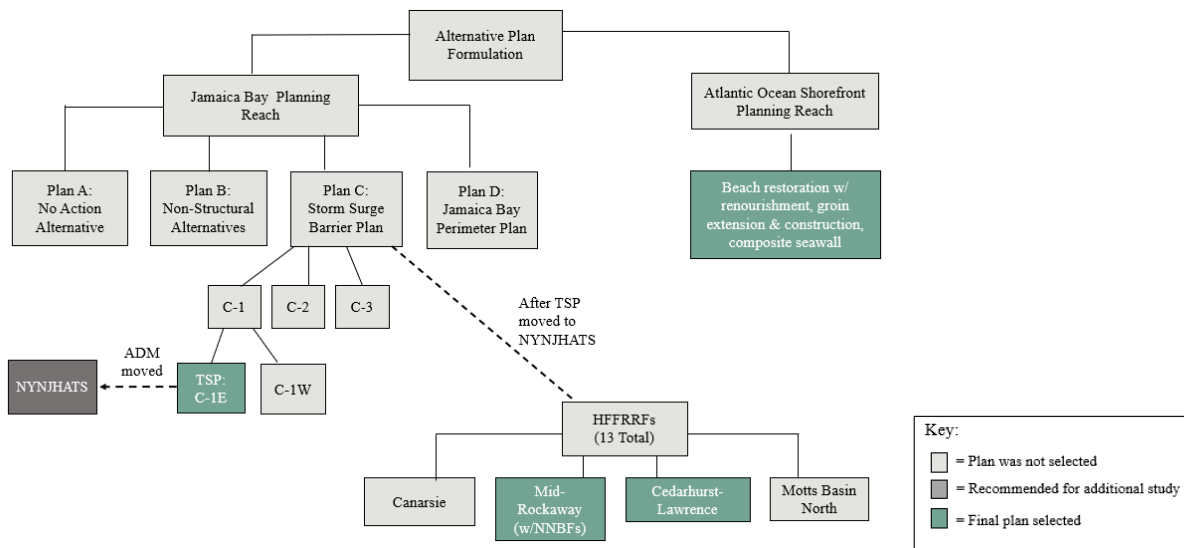 Alternative Plan
Formulation
Jamaica Bay Planning
Reach
Atlantic Ocean Shorefront
Planning Reach
Plan A:
No Action
Alternative
Plan B:
Non-Structural
Alternatives
Plan C:
Storm Surge
Barrier Plan
Plan D:
Jamaica Bay
Perimeter Plan
Beach restoration w/
renourishment, groin
extension & construction,
composite seawall
C-1
C-2
C-3
After TSP
moved to
NYNJHATS
ADM
moved
NYNJHATS
TSP:
C-1E
C-1W
HFFRRFs
(13 Total)
Canarsie
Mid-
Rockaway
(w/NNBFs)
Cedarhurst-
Lawrence
Motts Basin
North
Key:
= Plan was not selected
= Recommended for additional study
= Final plan selected